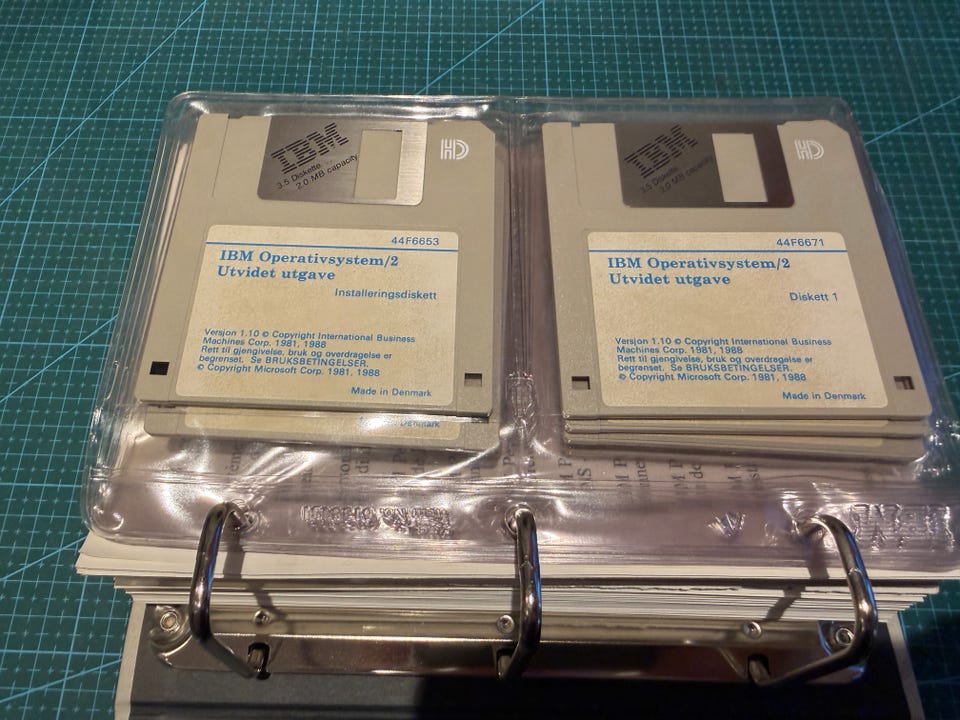 IBM
3.5 Diskette
2.0 MB capacity
HD
44F6653
IBM Operativsystem/2
Utvidet utgave
Installeringsdiskett
Versjon 1.10 © Copyright International Business
Machines Corp. 1981, 1988
Rett til gjengivelse, bruk og overdragelse er
begrenset. Se BRUKSBETINGELSER.
© Copyright Microsoft Corp. 1981, 1988
Made in Denmark
Denmark
IBM
3.5 Diskette
2.0 MB capacity
HD
44F6671
IBM Operativsystem/2
Utvidet utgave
Diskett 1
Versjon 1.10 © Copyright International Business
Machines Corp. 1981, 1988
Rett til gjengivelse, bruk og overdragelse er
begrenset. Se BRUKSBETINGELSER.
© Copyright Microsoft Corp. 1981, 1988
Made in Denmark